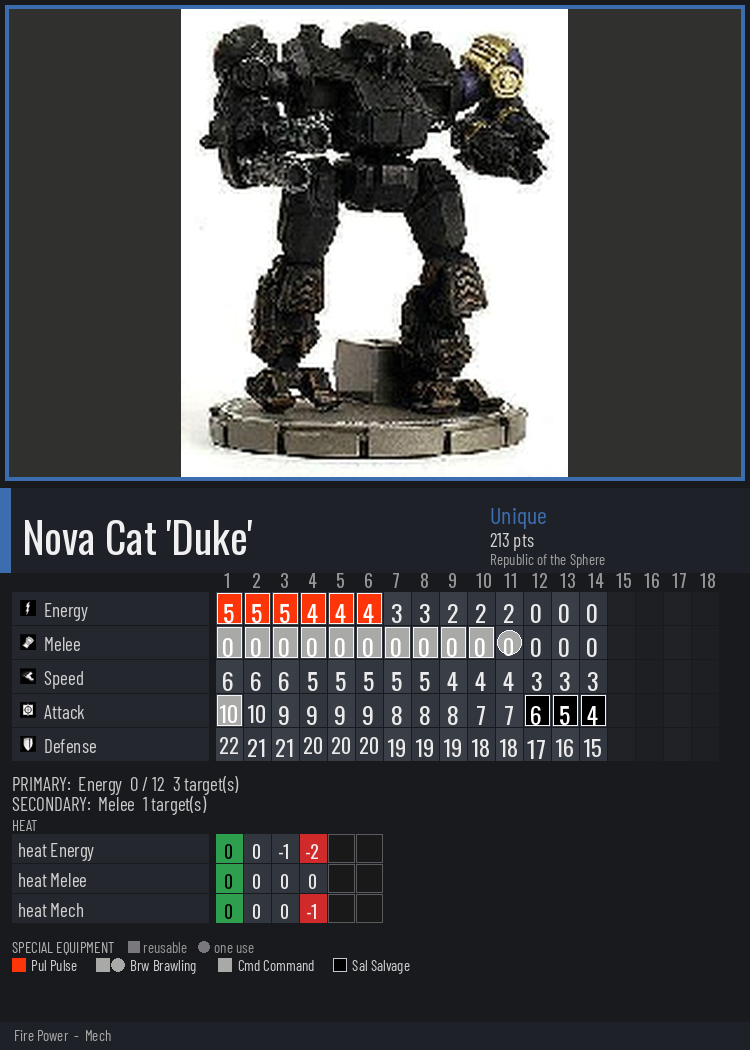 Nova Cat 'Duke'
Unique
213 pts
Republic of the Sphere
1 2 3 4 5 6 7 8 9 10 11 12 13 14 15 16 17 18
Energy 5 5 5 4 4 4 3 3 2 2 2 0 0 0
Melee 0 0 0 0 0 0 0 0 0 0 0 0 0 0
Speed 6 6 6 5 5 5 5 5 4 4 4 3 3 3
Attack 10 10 9 9 9 9 8 8 8 7 7 6 5 4
Defense 22 21 21 20 20 20 19 19 19 18 18 17 16 15
PRIMARY: Energy 0 / 12 3 target(s)
SECONDARY: Melee 1 target(s)
HEAT
heat Energy 0 0 -1 -2
heat Melee 0 0 0 0
heat Mech 0 0 0 -1
SPECIAL EQUIPMENT reusable one use
Pul Pulse Brw Brawling Cmd Command Sal Salvage
Fire Power - Mech